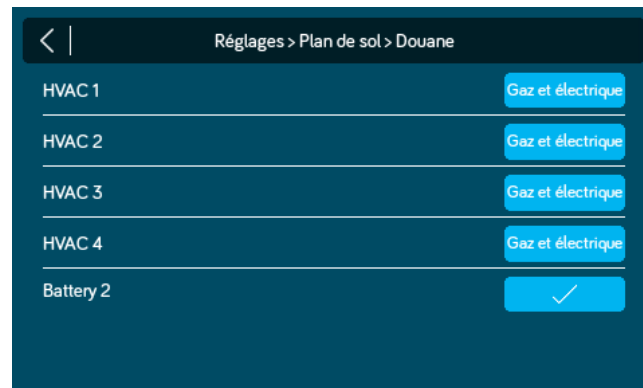 Réglages > Plan de sol > Douane
HVAC 1 Gaz et électrique
HVAC 2 Gaz et électrique
HVAC 3 Gaz et électrique
HVAC 4 Gaz et électrique
Battery 2